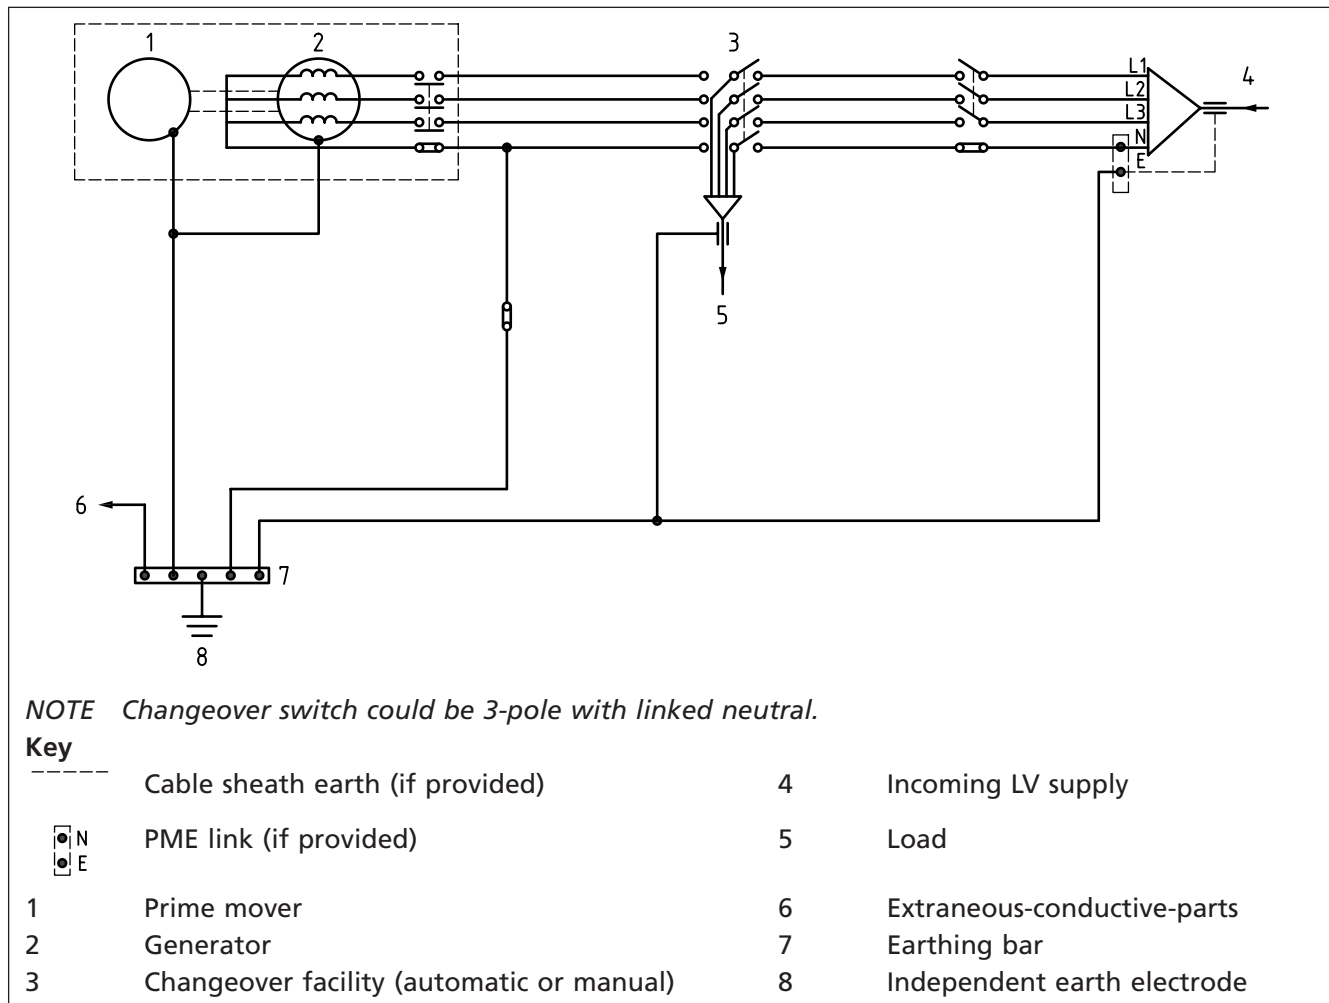 1 2 3
L1
4
L2
L3
N
E
5
6
7
8
NOTE Changeover switch could be 3-pole with linked neutral.
Key
Cable sheath earth (if provided) 4 Incoming LV supply
N PME link (if provided) 5 Load
E
1 Prime mover 6 Extraneous-conductive-parts
2 Generator 7 Earthing bar
3 Changeover facility (automatic or manual) 8 Independent earth electrode